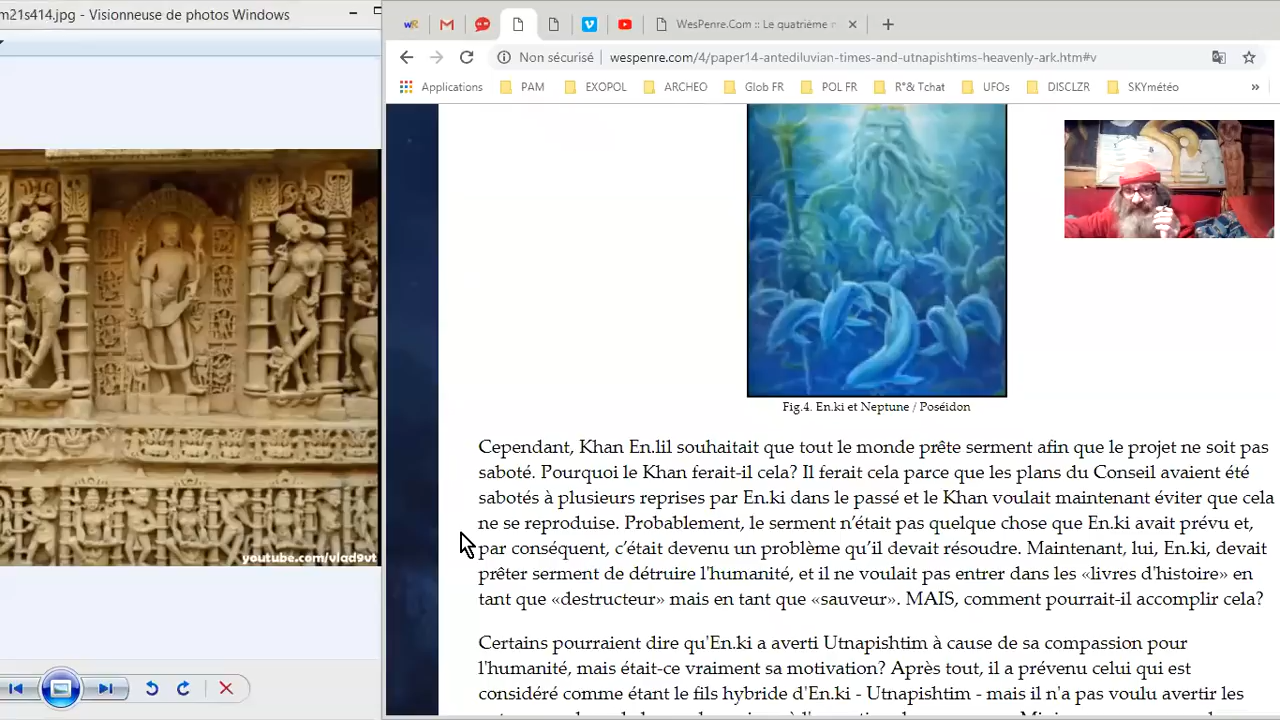 m21s414.jpg - Visionneuse de photos Windows
youtube.com/vlad9vt
WesPenre.Com :: Le quatrième
Non sécurisé
wespenre.com/4/paper14-antediluvian-times-and-utnapishtims-heavenly-ark.htm#v
Applications
PAM
EXOPOL
ARCHEO
Glob FR
POL FR
R°& Tchat
UFOs
DISCLZR
SKYmétéo
»
Fig.4. En.ki et Neptune / Poséidon
Cependant, Khan En.lil souhaitait que tout le monde prête serment afin que le projet ne soit pas
saboté. Pourquoi le Khan ferait-il cela? Il ferait cela parce que les plans du Conseil avaient été
sabotés à plusieurs reprises par En.ki dans le passé et le Khan voulait maintenant éviter que cela
ne se reproduise. Probablement, le serment n’était pas quelque chose que En.ki avait prévu et,
par conséquent, c’était devenu un problème qu’il devait résoudre. Maintenant, lui, En.ki, devait
prêter serment de détruire l'humanité, et il ne voulait pas entrer dans les «livres d'histoire» en
tant que «destructeur» mais en tant que «sauveur». MAIS, comment pourrait-il accomplir cela?
Certains pourraient dire qu'En.ki a averti Utnapishtim à cause de sa compassion pour
l'humanité, mais était-ce vraiment sa motivation? Après tout, il a prévenu celui qui est
considéré comme étant le fils hybride d'En.ki - Utnapishtim - mais il n'a pas voulu avertir les